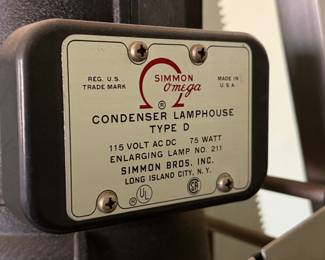 REG. U.S.
TRADE MARK
SIMMON
Omega
®
MADE IN
U.S.A.
CONDENSER LAMPHOUSE
TYPE D
115 VOLT AC DC 75 WATT
ENLARGING LAMP NO. 211
SIMMON BROS. INC.
LONG ISLAND CITY, N.Y.
® UL
SA